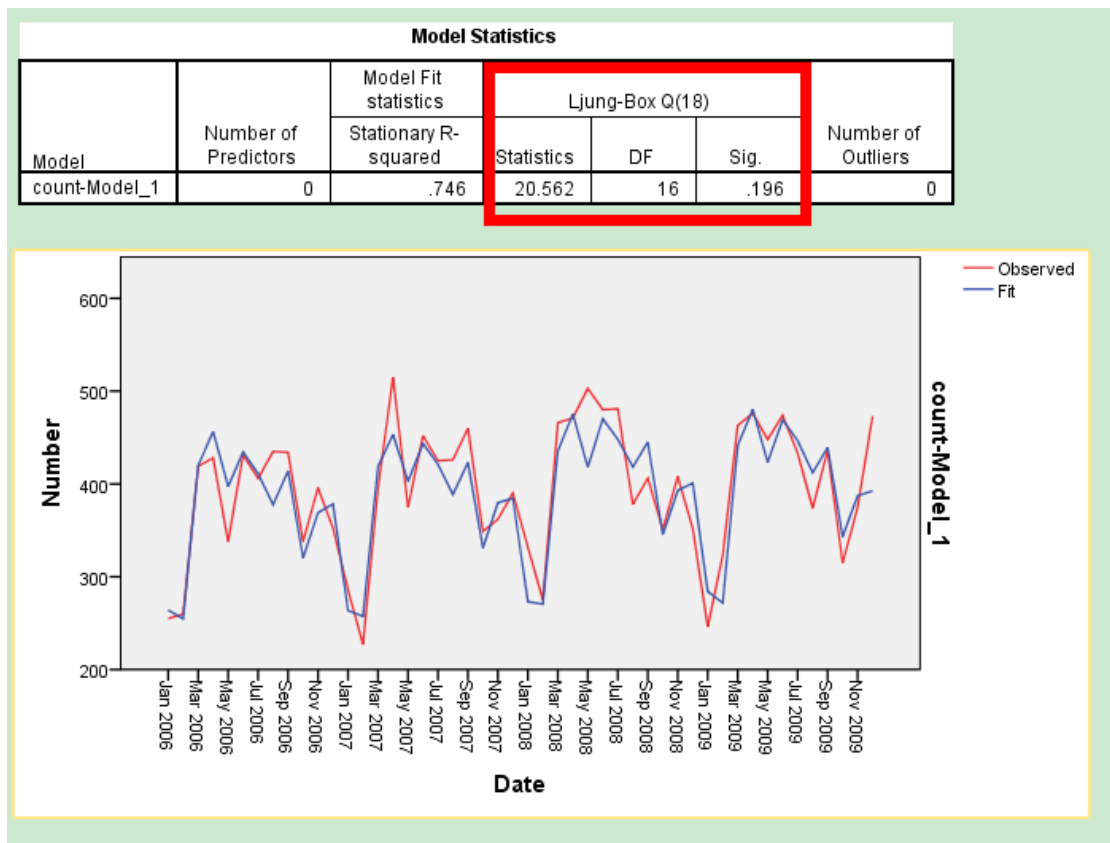 Model Statistics
Model
Number of
Predictors
Model Fit
statistics
Stationary R-
squared
Ljung-Box Q(18)
Statistics DF Sig.
Number of
Outliers
count-Model_1 0 .746 20.562 16 .196 0
Observed
Fit
Number
600
500
400
300
200
count-Model_1
Jan 2006
Mar 2006
May 2006
Jul 2006
Sep 2006
Nov 2006
Jan 2007
Mar 2007
May 2007
Jul 2007
Sep 2007
Nov 2007
Jan 2008
Mar 2008
May 2008
Jul 2008
Sep 2008
Nov 2008
Jan 2009
Mar 2009
May 2009
Jul 2009
Sep 2009
Nov 2009
Date